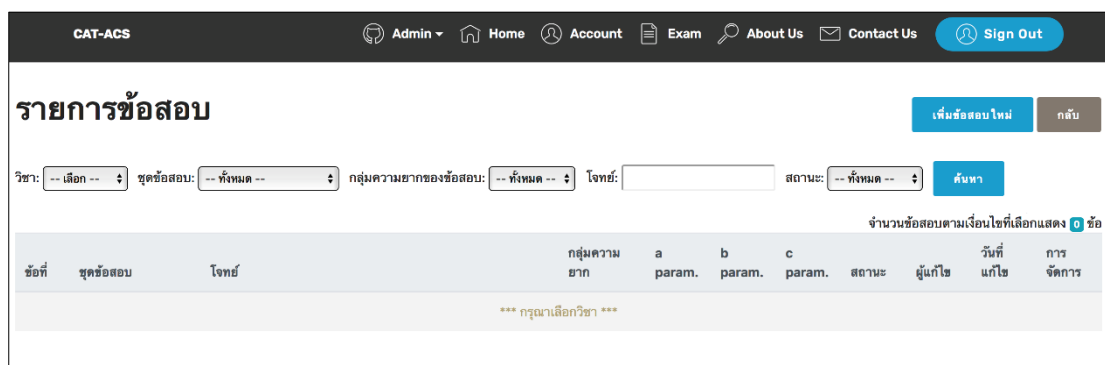 CAT-ACS Admin Home Account Exam About Us Contact Us Sign Out
รายการข้อสอบ เพิ่มข้อสอบใหม่ กลับ
วิชา: -- เลือก -- ชุดข้อสอบ: -- ทั้งหมด -- กลุ่มความยากของข้อสอบ: -- ทั้งหมด -- โจทย์: สถานะ: -- ทั้งหมด -- ค้นหา
จำนวนข้อสอบตามเงื่อนไขที่เลือกแสดง 0 ข้อ
ข้อที่ ชุดข้อสอบ โจทย์ กลุ่มความยาก a param. b param. c param. สถานะ ผู้แก้ไข วันที่แก้ไข การจัดการ
*** กรุณาเลือกวิชา ***